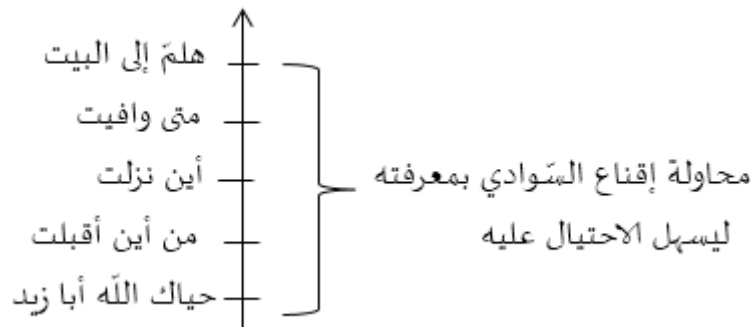 هلمّ إلى البيت
متى وافيت
أين نزلت
من أين أقبلت
حياك الله أبا زيد
محاولة إقناع السّوادي بمعرفته
ليسهل الاحتيال عليه